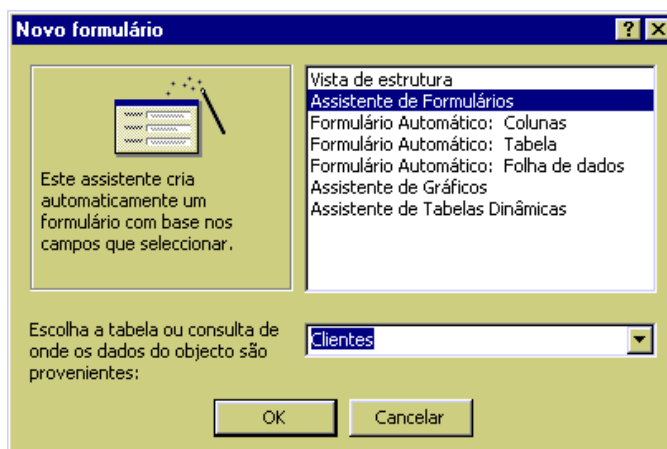 Novo formulário
Este assistente cria
automaticamente um
formulário com base nos
campos que seleccionar.
Vista de estrutura
Assistente de Formulários
Formulário Automático: Colunas
Formulário Automático: Tabela
Formulário Automático: Folha de dados
Assistente de Gráficos
Assistente de Tabelas Dinâmicas
Escolha a tabela ou consulta de
onde os dados do objecto são
provenientes:
Clientes
OK
Cancelar